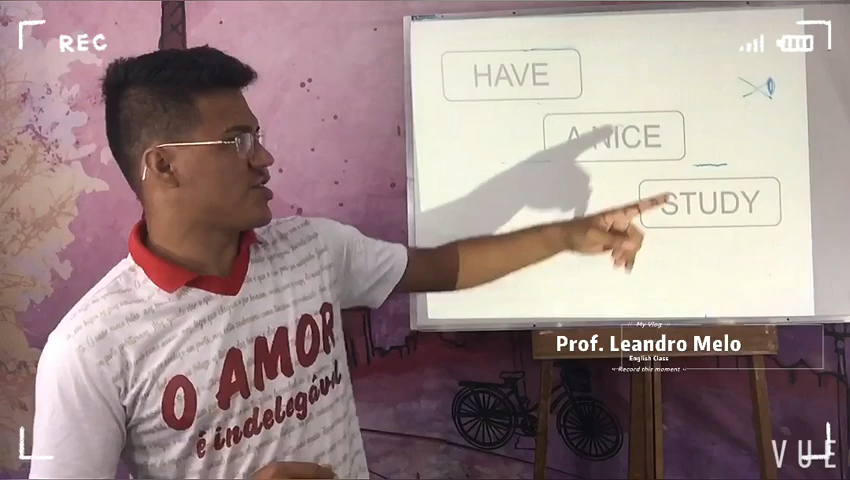 REC
HAVE
A NICE
STUDY
My Vlog
Prof. Leandro Melo
English Class
Record this moment
O AMOR
é indelegável
VUE